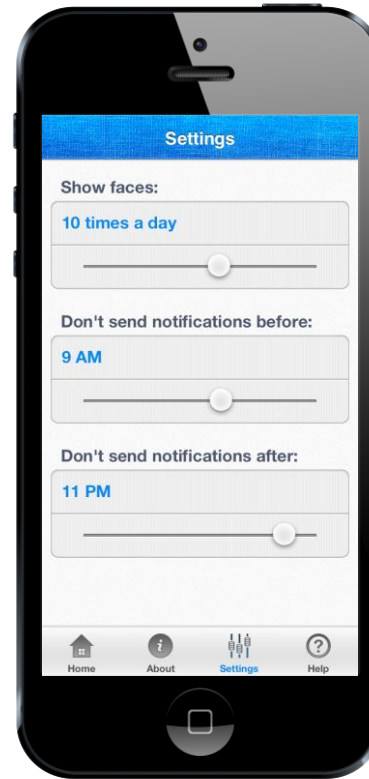 Settings
Show faces:
10 times a day
Don't send notifications before:
9 AM
Don't send notifications after:
11 PM
Home About Settings Help